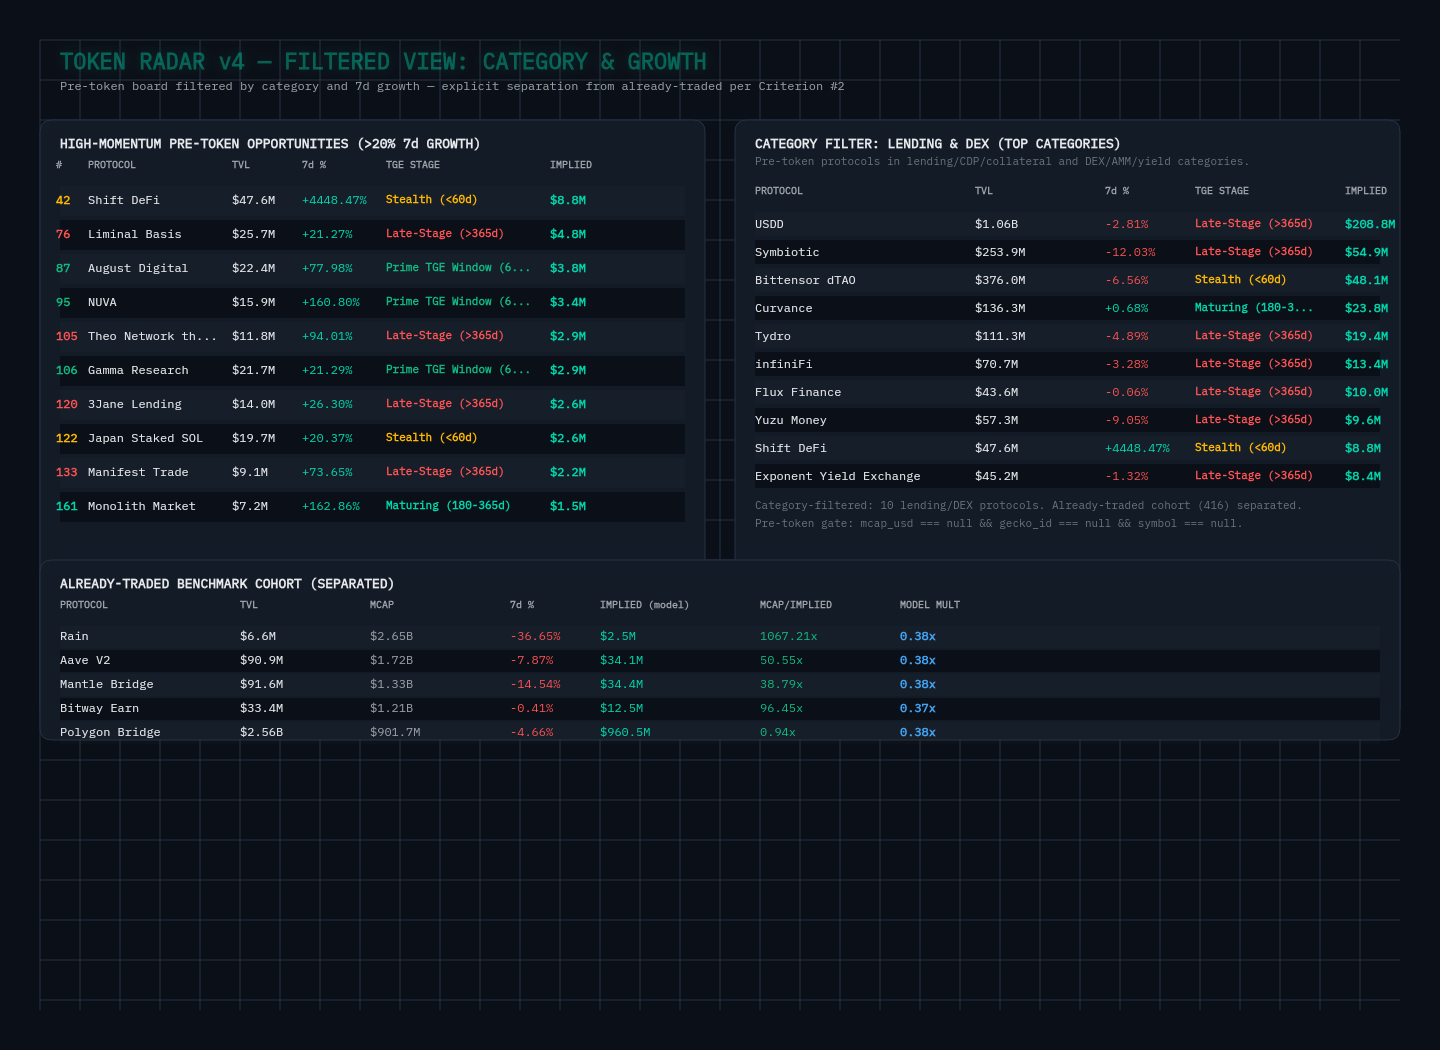 TOKEN RADAR v4 — FILTERED VIEW: CATEGORY & GROWTH
Pre-token board filtered by category and 7d growth — explicit separation from already-traded per Criterion #2
HIGH-MOMENTUM PRE-TOKEN OPPORTUNITIES (>20% 7d GROWTH)
# PROTOCOL TVL 7d % TGE STAGE IMPLIED
42 Shift DeFi $47.6M +4448.47% Stealth (<60d) $8.8M
76 Liminal Basis $25.7M +21.27% Late-Stage (>365d) $4.8M
87 August Digital $22.4M +77.98% Prime TGE Window (6... $3.8M
95 NUVA $15.9M +160.80% Prime TGE Window (6... $3.4M
105 Theo Network th... $11.8M +94.01% Late-Stage (>365d) $2.9M
106 Gamma Research $21.7M +21.29% Prime TGE Window (6... $2.9M
120 3Jane Lending $14.0M +26.30% Late-Stage (>365d) $2.6M
122 Japan Staked SOL $19.7M +20.37% Stealth (<60d) $2.6M
133 Manifest Trade $9.1M +73.65% Late-Stage (>365d) $2.2M
161 Monolith Market $7.2M +162.86% Maturing (180-365d) $1.5M
CATEGORY FILTER: LENDING & DEX (TOP CATEGORIES)
Pre-token protocols in lending/CDP/collateral and DEX/AMM/yield categories.
PROTOCOL TVL 7d % TGE STAGE IMPLIED
USDD $1.06B -2.81% Late-Stage (>365d) $208.8M
Symbiotic $253.9M -12.03% Late-Stage (>365d) $54.9M
Bittensor dTAO $376.0M -6.56% Stealth (<60d) $48.1M
Curvance $136.3M +0.68% Maturing (180-3... $23.8M
Tydro $111.3M -4.89% Late-Stage (>365d) $19.4M
infiniFi $70.7M -3.28% Late-Stage (>365d) $13.4M
Flux Finance $43.6M -0.06% Late-Stage (>365d) $10.0M
Yuzu Money $57.3M -9.05% Late-Stage (>365d) $9.6M
Shift DeFi $47.6M +4448.47% Stealth (<60d) $8.8M
Exponent Yield Exchange $45.2M -1.32% Late-Stage (>365d) $8.4M
Category-filtered: 10 lending/DEX protocols. Already-traded cohort (416) separated.
Pre-token gate: mcap_usd === null && gecko_id === null && symbol === null.
ALREADY-TRADED BENCHMARK COHORT (SEPARATED)
PROTOCOL TVL MCAP 7d % IMPLIED (model) MCAP/IMPLIED MODEL MULT
Rain $6.6M $2.65B -36.65% $2.5M 1067.21x 0.38x
Aave V2 $90.9M $1.72B -7.87% $34.1M 50.55x 0.38x
Mantle Bridge $91.6M $1.33B -14.54% $34.4M 38.79x 0.38x
Bitway Earn $33.4M $1.21B -0.41% $12.5M 96.45x 0.37x
Polygon Bridge $2.56B $901.7M -4.66% $960.5M 0.94x 0.38x